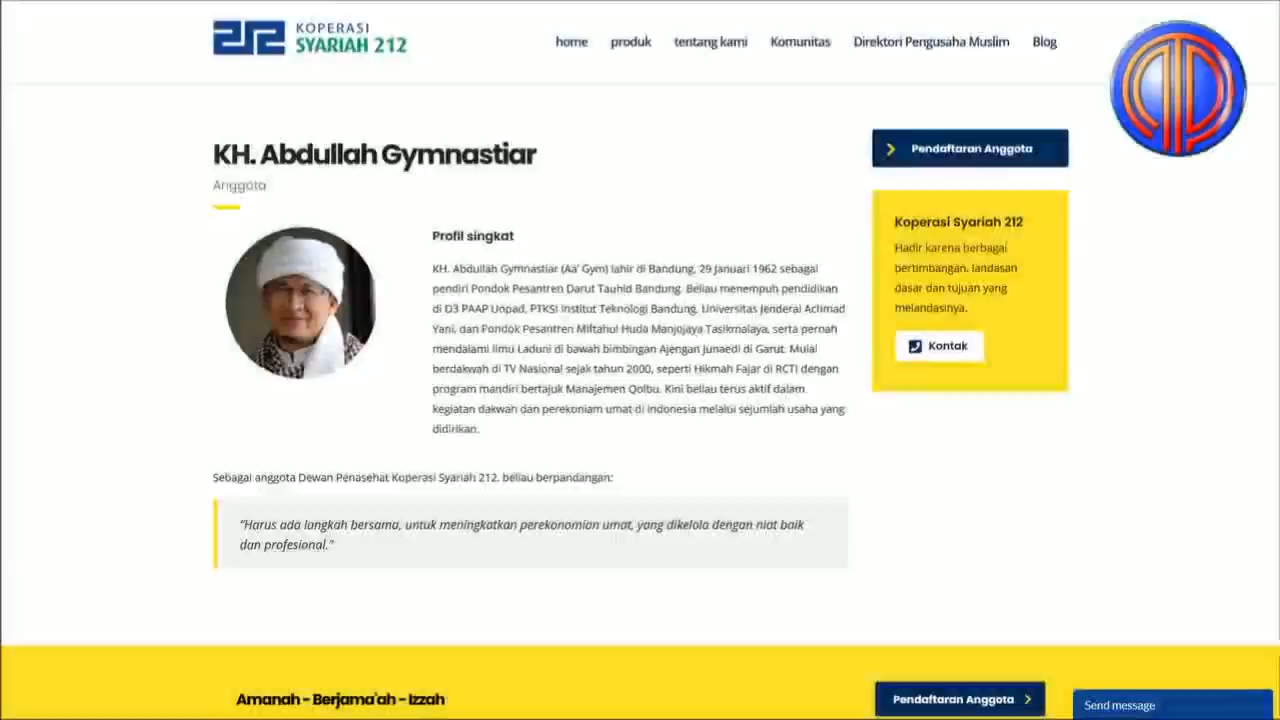 212 KOPERASI
SYARIAH 212
home produk tentang kami Komunitas Direktori Pengusaha Muslim Blog
KH. Abdullah Gymnastiar
Anggota
Profil singkat
KH. Abdullah Gymnastiar (Aa' Gym) lahir di Bandung, 29 Januari 1962 sebagai
pendiri Pondok Pesantren Darut Tauhid Bandung. Beliau menempuh pendidikan
di D3 PAAP Unpad, PTKSI Institut Teknologi Bandung, Universitas Jenderal Achmad
Yani, dan Pondok Pesantren Miftahul Huda Manjojaya Tasikmalaya, serta pernah
mendalami Ilmu Laduni di bawah bimbingan Ajengan Junaedi di Garut. Mulai
berdakwah di TV Nasional sejak tahun 2000, seperti Hikmah Fajar di RCTI dengan
program mandiri bertajuk Manajemen Qolbu. Kini beliau terus aktif dalam
kegiatan dakwah dan perekoniam umat di Indonesia melalui sejumlah usaha yang
didirikan.
Sebagai anggota Dewan Penasehat Koperasi Syariah 212, beliau berpandangan:
"Harus ada langkah bersama, untuk meningkatkan perekonomian umat, yang dikelola dengan niat baik
dan profesional."
Pendaftaran Anggota
Koperasi Syariah 212
Hadir karena berbagai
pertimbangan, landasan
dasar dan tujuan yang
melandasinya.
Kontak
Amanah - Berjama'ah - Izzah
Pendaftaran Anggota
Send message